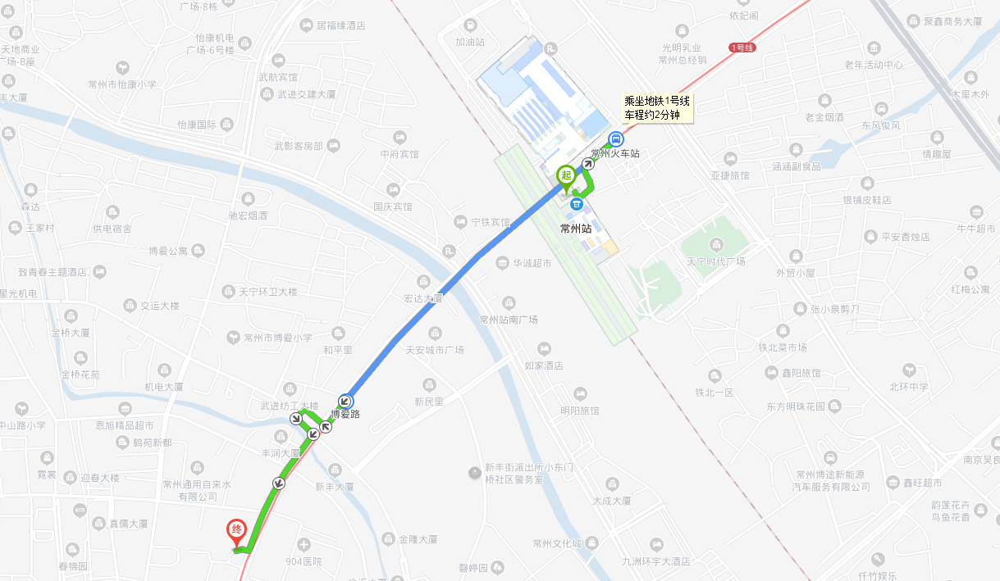 广场-8栋
居福缘酒店
依妃阁
聚鑫商务大厦
怡康机电
广场-6号楼
加油站
光明乳业
常州总经销
1号线
天地商业
广场-B座
武航宾馆
老年活动中心
常州市怡康小学
武进交建大厦
乘坐地铁1号线
车程约2分钟
木里木外
丰大厦
老金烟酒
东风俊风
怡康国际
武影客房部
中府宾馆
常州火车站
情趣屋
涵涵副食品
起
亚捷旅馆
森达
驰宏烟酒
国庆宾馆
银铺皮鞋店
王家村
供电宿舍
宁铁宾馆
常州站
牛牛超市
博爱公寓
平安香烛店
致青春主题酒店
华诚超市
天宁时代广场
外贸小屋
星光机电
天宁环卫大楼
宏达大厦
红梅公寓
交运大楼
常州站南广场
张小泉剪刀
金桥大厦
常州市博爱小学
和平里
天安城市广场
铁北菜市场
金桥花苑
如家酒店
鑫阳旅馆
机电大厦
新民里
铁北一区
北环中学
武进纺工大楼
博爱路
明阳旅馆
东方明珠花园
中山路小学
恩旭精品超市
鹤苑新都
丰润大厦
南京吴良
霓裳
迎春大楼
常州通用自来水
有限公司
新丰大厦
新丰街派出所小东门
桥社区警务室
常州博途新能源
汽车服务有限公司
鑫旺超市
大成大厦
ATM
嘉儒大厦
终
韵莲花卉
鸟鱼花香
春锦园
904医院
金隆大厦
常州文化城
九洲环宇大酒店
馨婷园
仟竹娱乐